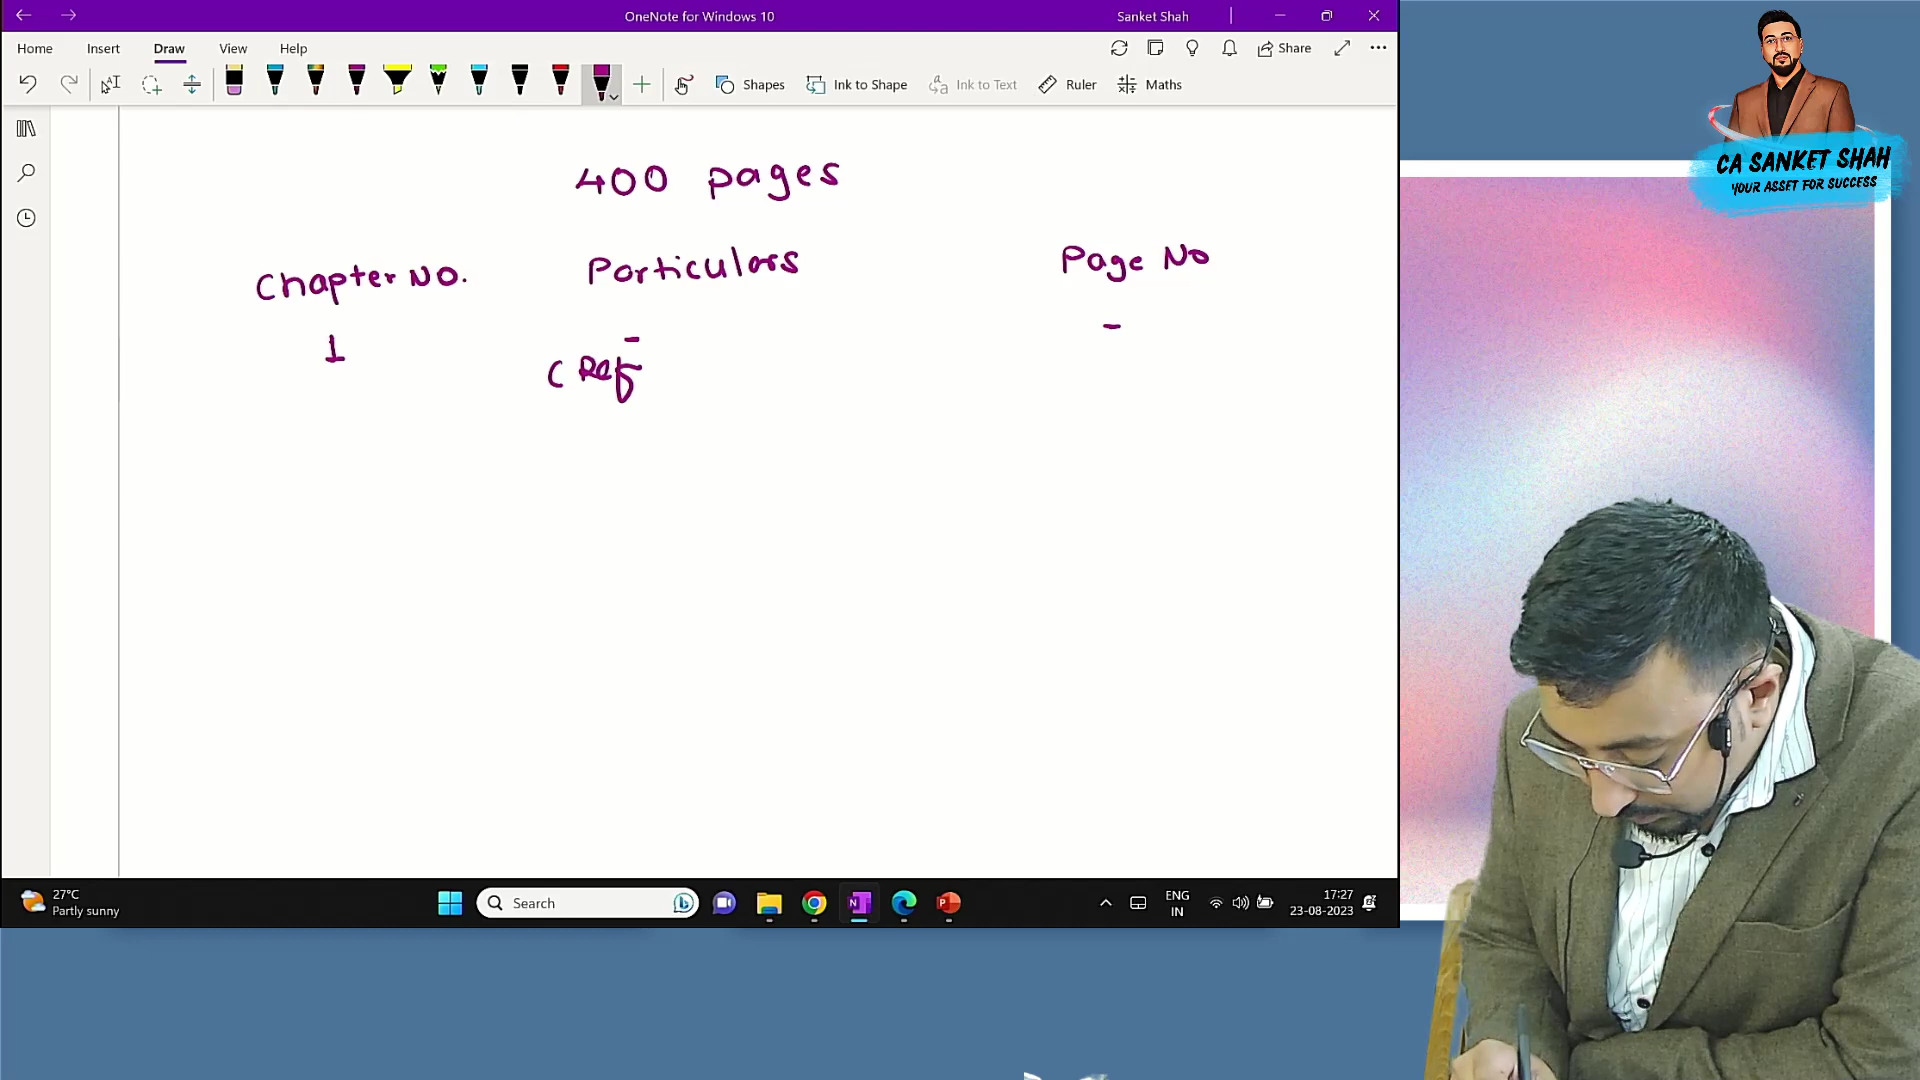 OneNote for Windows 10
Sanket Shah
Home Insert Draw View Help
Share
Shapes Ink to Shape Ink to Text Ruler Maths
CA SANKET SHAH
YOUR ASSET FOR SUCCESS
400 pages
Chapter No. Particulars Page No
1 - -
( Ref
27°C
Partly sunny
Search
ENG
IN
17:27
23-08-2023